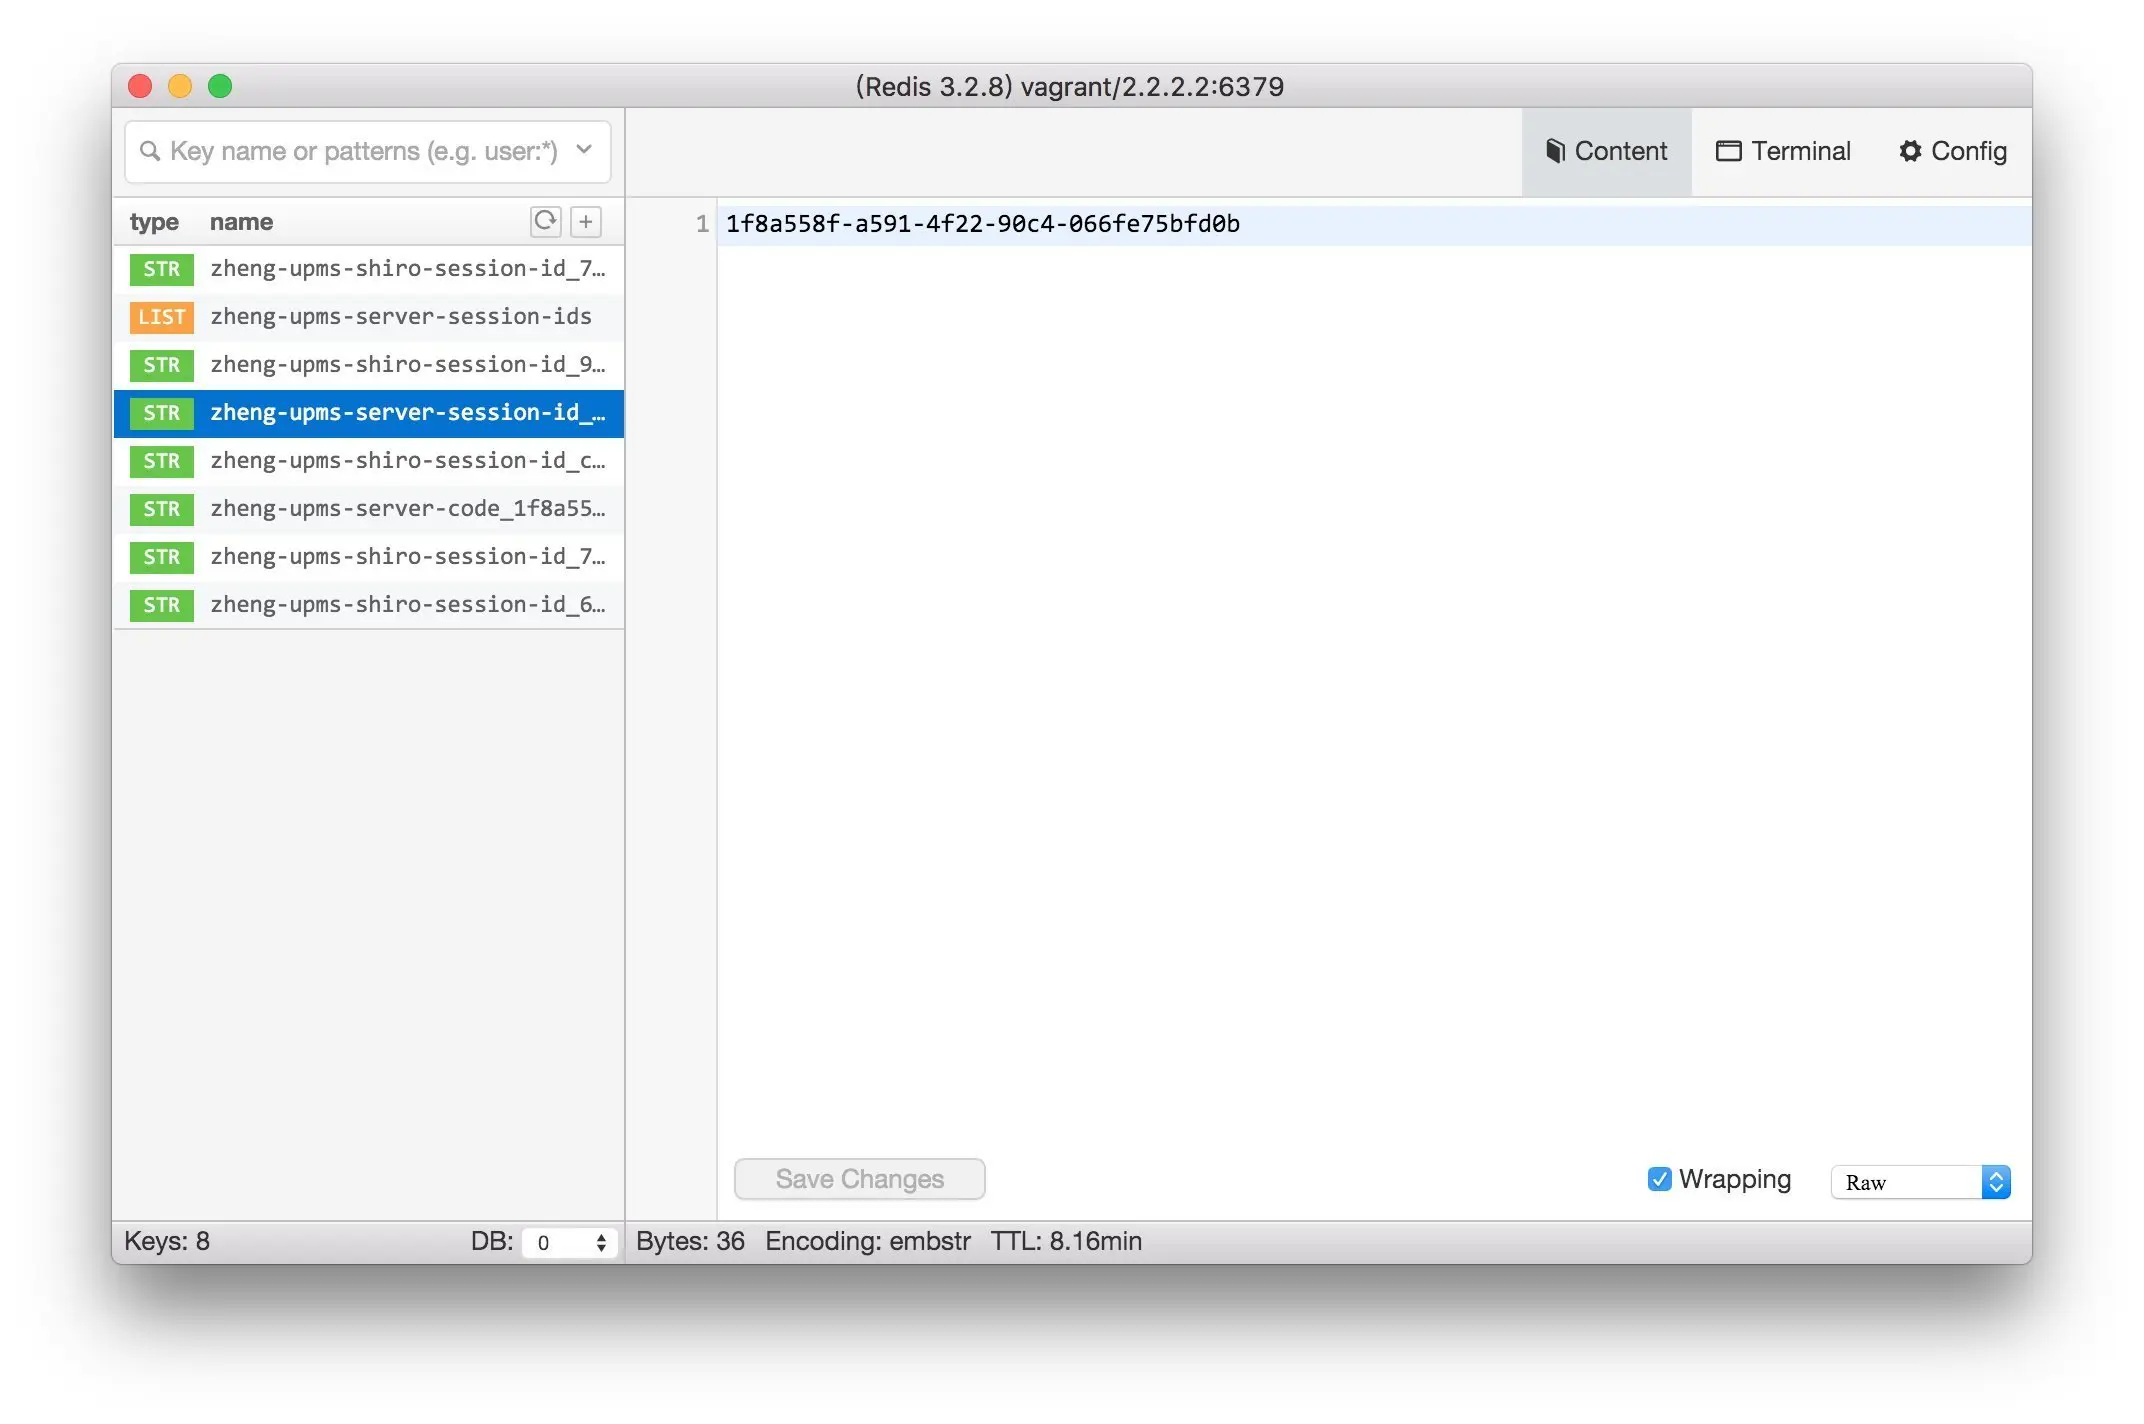 (Redis 3.2.8) vagrant/2.2.2.2:6379
Key name or patterns (e.g. user:*)
Content
Terminal
Config
type name
STR zheng-upms-shiro-session-id_7…
LIST zheng-upms-server-session-ids
STR zheng-upms-shiro-session-id_9…
STR zheng-upms-server-session-id_…
STR zheng-upms-shiro-session-id_c…
STR zheng-upms-server-code_1f8a55…
STR zheng-upms-shiro-session-id_7…
STR zheng-upms-shiro-session-id_6…
1 1f8a558f-a591-4f22-90c4-066fe75bfd0b
Save Changes
Wrapping
Raw
Keys: 8
DB: 0
Bytes: 36 Encoding: embstr TTL: 8.16min